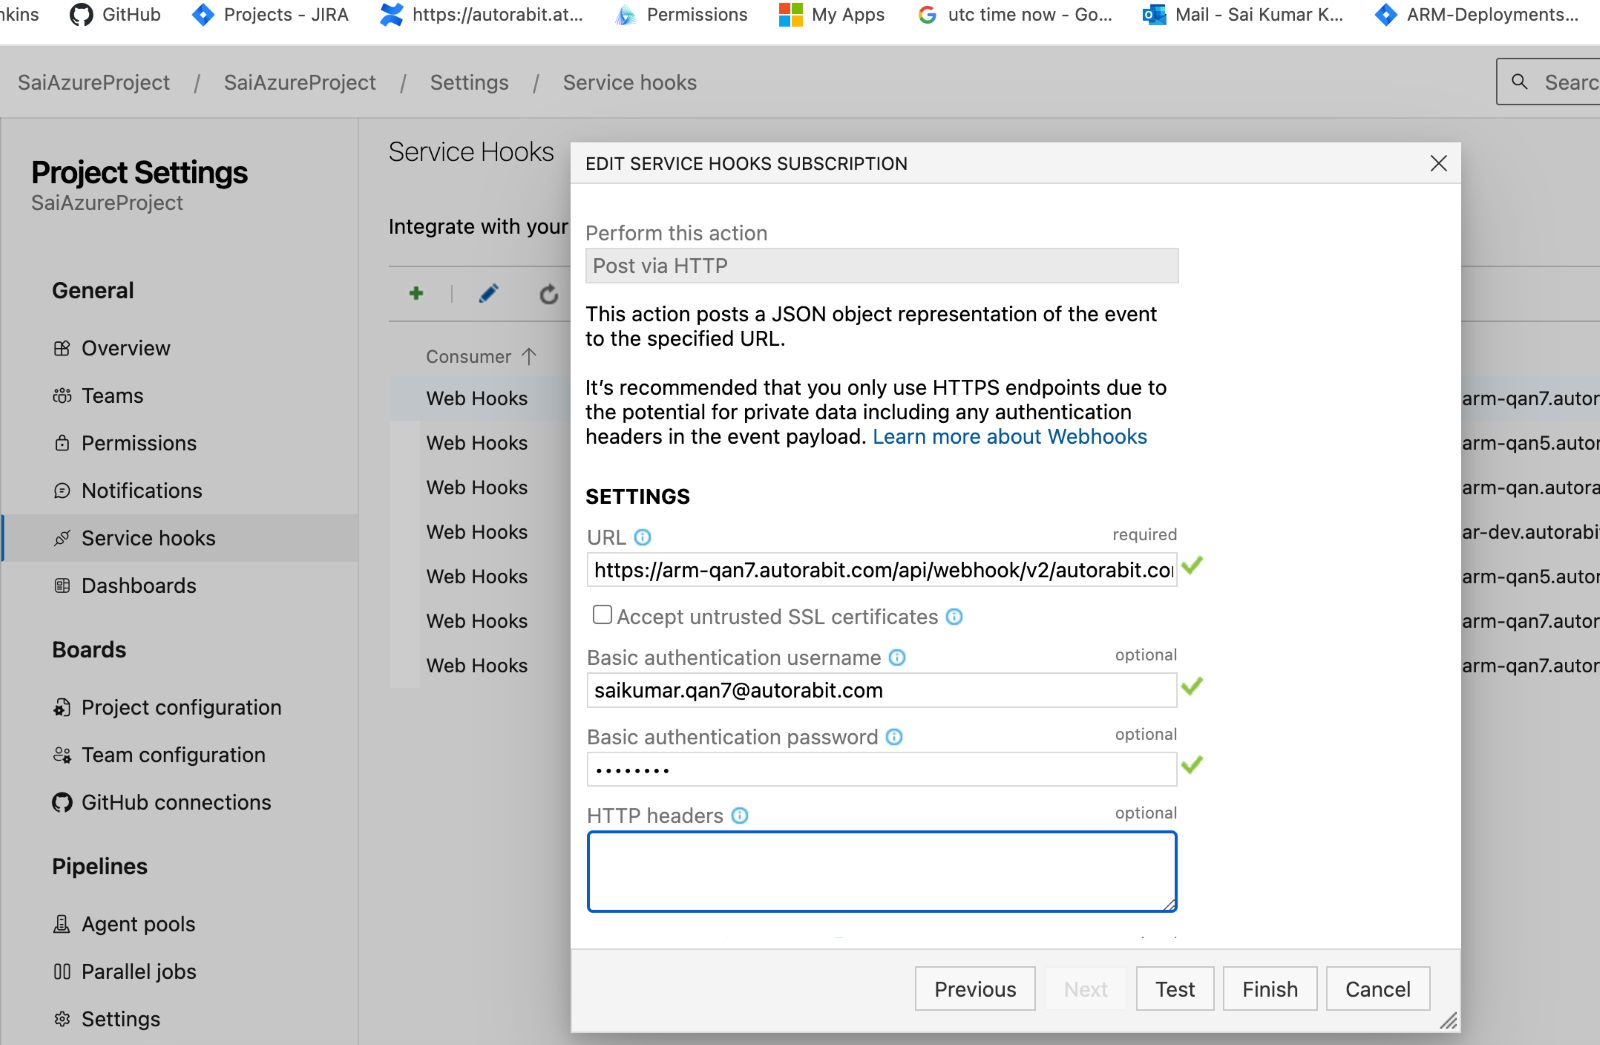 nkins GitHub Projects - JIRA https://autorabit.at... Permissions My Apps utc time now - Go... Mail - Sai Kumar K... ARM-Deployments...
SaiAzureProject / SaiAzureProject / Settings / Service hooks
Searc
Project Settings
SaiAzureProject
General
Overview
Teams
Permissions
Notifications
Service hooks
Dashboards
Boards
Project configuration
Team configuration
GitHub connections
Pipelines
Agent pools
Parallel jobs
Settings
Service Hooks
Integrate with your
Consumer
Web Hooks
Web Hooks
Web Hooks
Web Hooks
Web Hooks
Web Hooks
Web Hooks
EDIT SERVICE HOOKS SUBSCRIPTION
Perform this action
Post via HTTP
This action posts a JSON object representation of the event
to the specified URL.
It's recommended that you only use HTTPS endpoints due to
the potential for private data including any authentication
headers in the event payload. Learn more about Webhooks
SETTINGS
URL required
https://arm-qan7.autorabit.com/api/webhook/v2/autorabit.co
Accept untrusted SSL certificates
Basic authentication username optional
saikumar.qan7@autorabit.com
Basic authentication password optional
••••••••
HTTP headers optional
Previous Next Test Finish Cancel
arm-qan7.autor
arm-qan5.autor
arm-qan.autora
ar-dev.autorabi
arm-qan5.autor
arm-qan7.autor
arm-qan7.autor